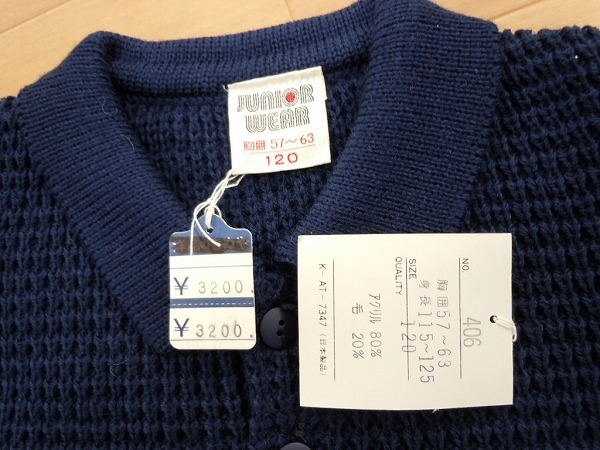 JUNIOR
WEAR
胸囲 57～63
120
¥ 3200.
¥ 3200.
NO. 406
胸囲57～63
身長115～125
SIZE 120
QUALITY
アクリル 80%
毛 20%
K-AT-7347 (日本製品)